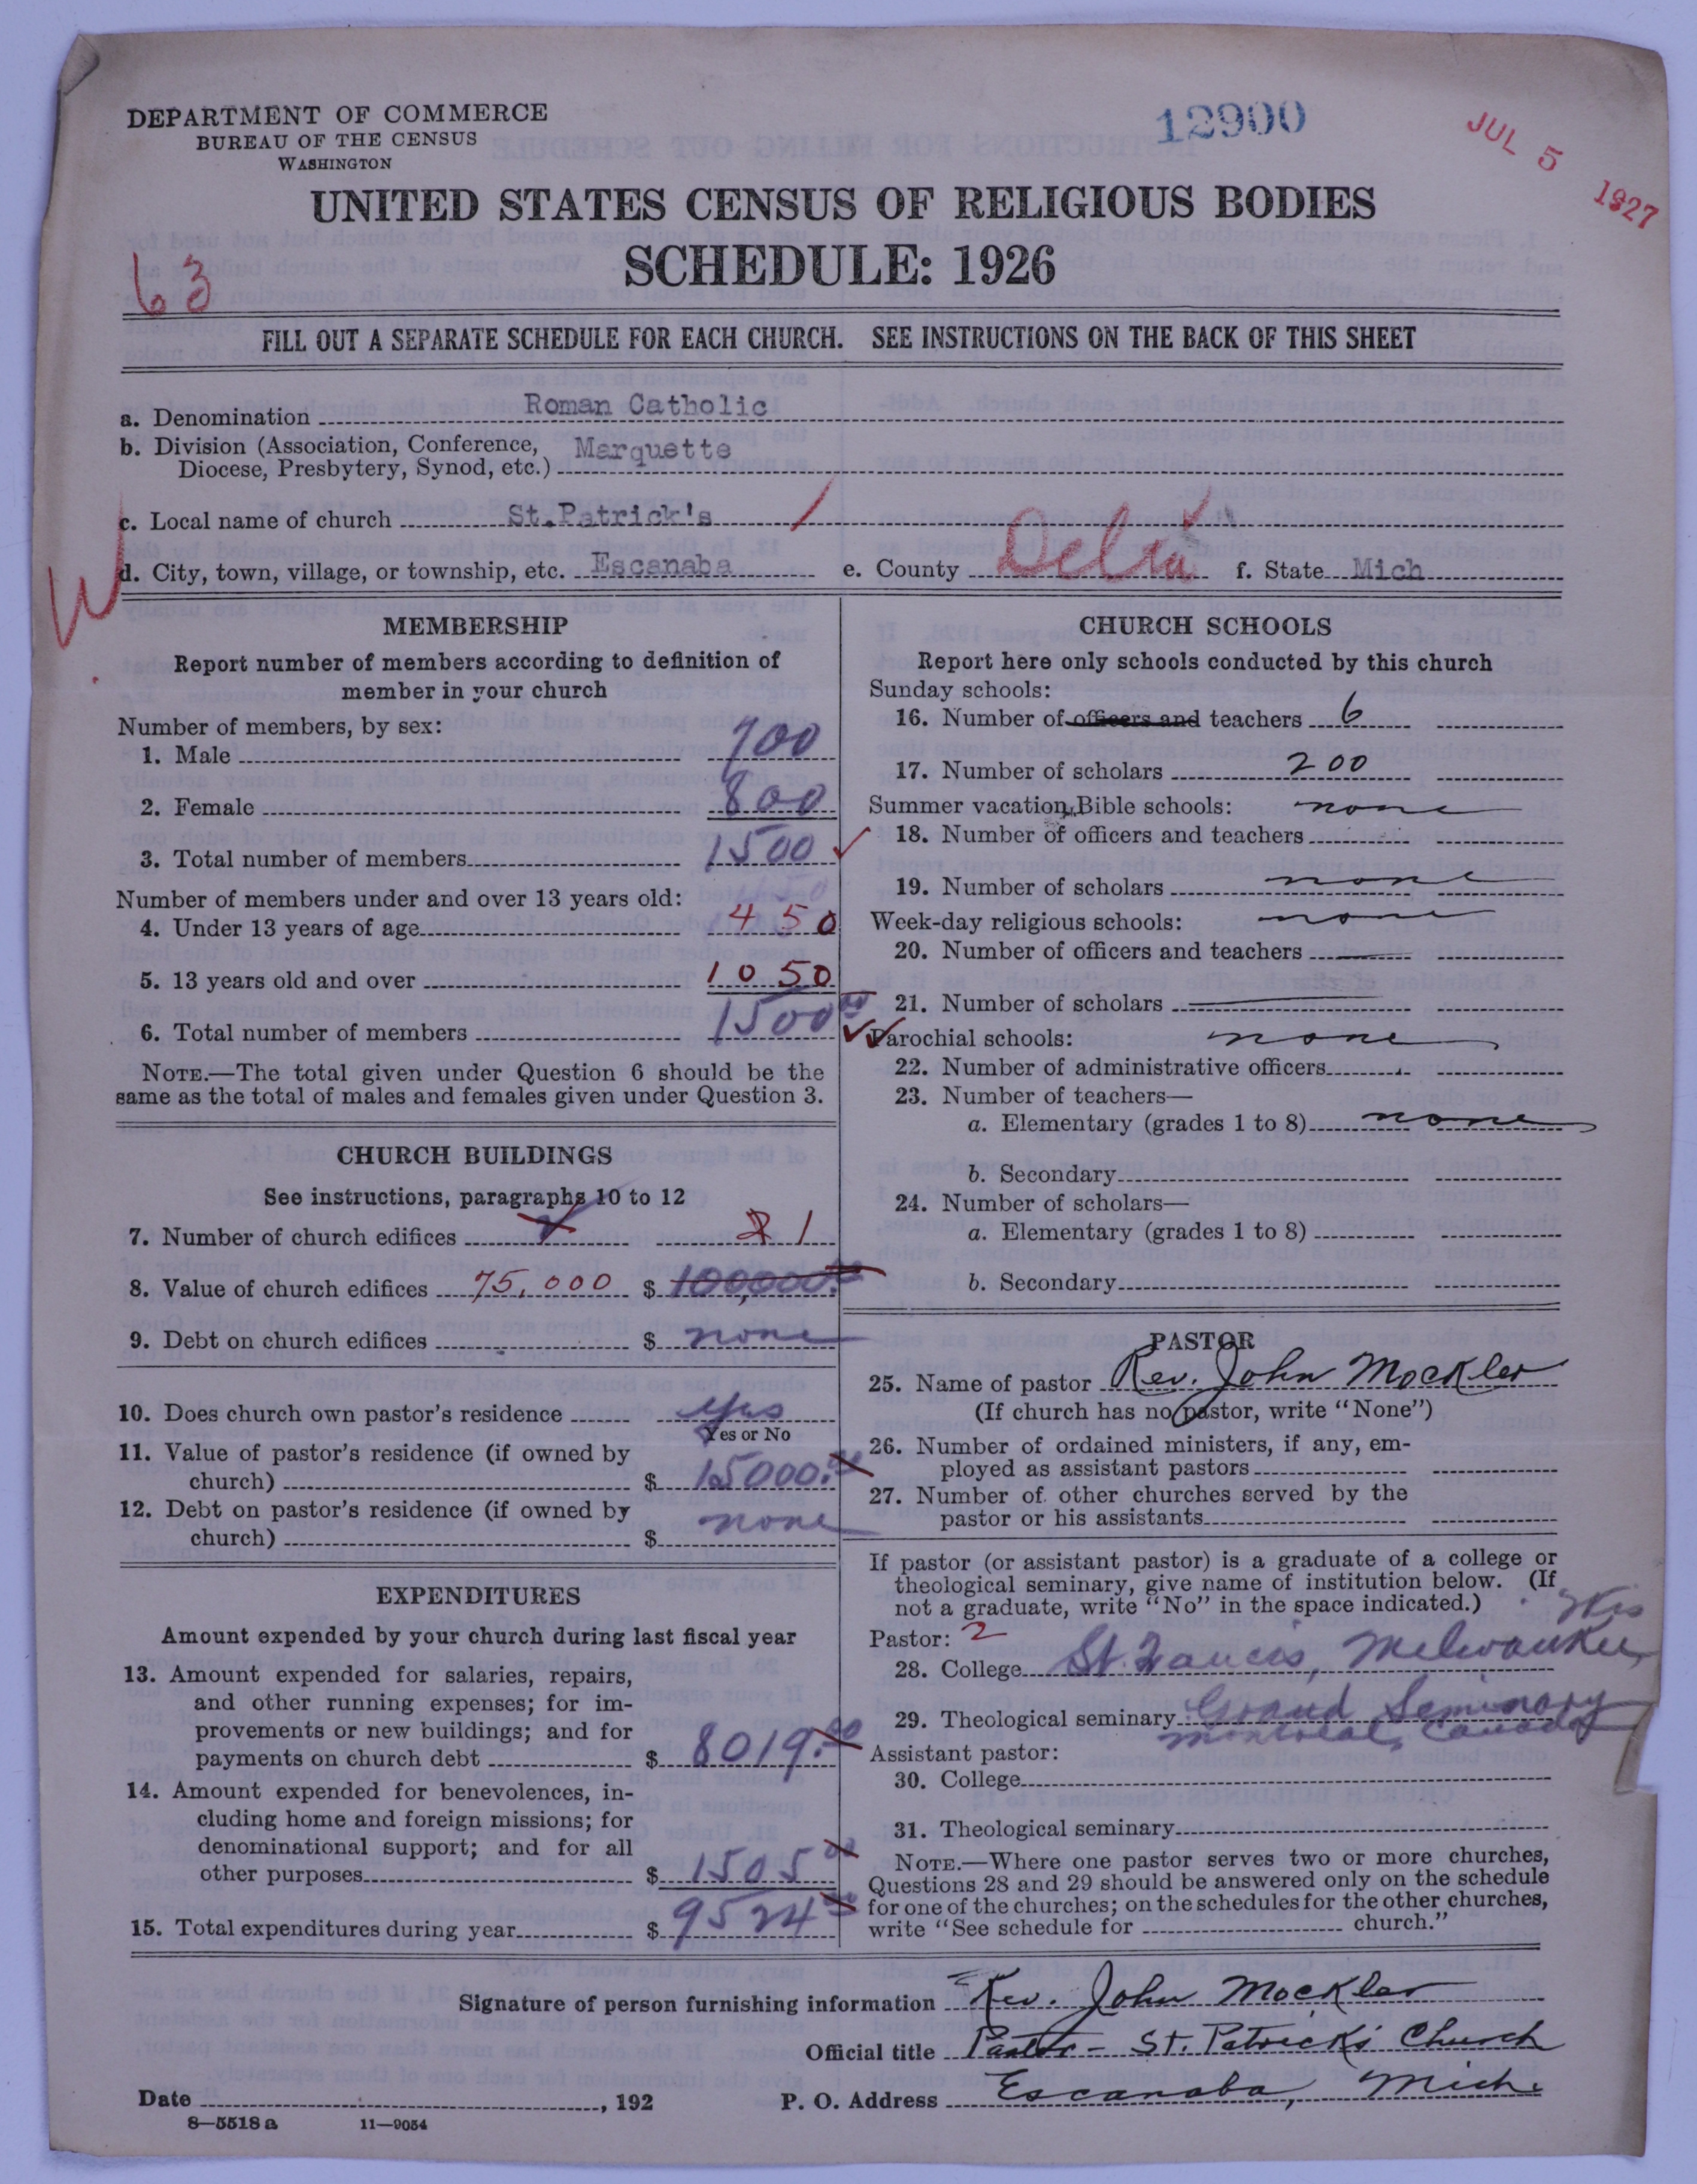 DEPARTMENT OF COMMERCE
BUREAU OF THE CENSUS
WASHINGTON
12900
JUL 5 1927
UNITED STATES CENSUS OF RELIGIOUS BODIES
SCHEDULE: 1926
63
FILL OUT A SEPARATE SCHEDULE FOR EACH CHURCH. SEE INSTRUCTIONS ON THE BACK OF THIS SHEET
a. Denomination Roman Catholic
b. Division (Association, Conference, Diocese, Presbytery, Synod, etc.) Marquette
c. Local name of church St.Patrick's
W
d. City, town, village, or township, etc. Escanaba e. County Delta f. State Mich
MEMBERSHIP
Report number of members according to definition of
member in your church
Number of members, by sex:
1. Male 700
2. Female 800
3. Total number of members 1500
Number of members under and over 13 years old:
4. Under 13 years of age 450
5. 13 years old and over 1050
6. Total number of members 1500 00
NOTE.—The total given under Question 6 should be the
same as the total of males and females given under Question 3.
CHURCH BUILDINGS
See instructions, paragraphs 10 to 12
7. Number of church edifices 1
8. Value of church edifices 75,000 $ 100,000.00
9. Debt on church edifices $ none
10. Does church own pastor's residence yes
Yes or No
11. Value of pastor's residence (if owned by
church) $ 15000.00
12. Debt on pastor's residence (if owned by
church) $ none
EXPENDITURES
Amount expended by your church during last fiscal year
13. Amount expended for salaries, repairs,
and other running expenses; for im-
provements or new buildings; and for
payments on church debt $ 8019.00
14. Amount expended for benevolences, in-
cluding home and foreign missions; for
denominational support; and for all
other purposes $ 1505 00
15. Total expenditures during year $ 9524 00
CHURCH SCHOOLS
Report here only schools conducted by this church
Sunday schools:
16. Number of officers and teachers 6
17. Number of scholars 200
Summer vacation Bible schools: none
18. Number of officers and teachers
19. Number of scholars none
Week-day religious schools: none
20. Number of officers and teachers
21. Number of scholars
Parochial schools: none
22. Number of administrative officers
23. Number of teachers—
a. Elementary (grades 1 to 8) none
b. Secondary
24. Number of scholars—
a. Elementary (grades 1 to 8)
b. Secondary
PASTOR
25. Name of pastor Rev. John Mockler
(If church has no pastor, write "None")
26. Number of ordained ministers, if any, em-
ployed as assistant pastors
27. Number of other churches served by the
pastor or his assistants
If pastor (or assistant pastor) is a graduate of a college or
theological seminary, give name of institution below. (If
not a graduate, write "No" in the space indicated.)
Pastor: 2
28. College St. Francis, Milwaukee, Wis
29. Theological seminary Grand Seminary
Montreal, Canada
Assistant pastor:
30. College
31. Theological seminary
NOTE.—Where one pastor serves two or more churches,
Questions 28 and 29 should be answered only on the schedule
for one of the churches; on the schedules for the other churches,
write "See schedule for church."
Signature of person furnishing information Rev. John Mockler
Official title Pastor - St. Patrick's Church
Date , 192 P. O. Address Escanaba, Mich.
8—5518 a 11—9054